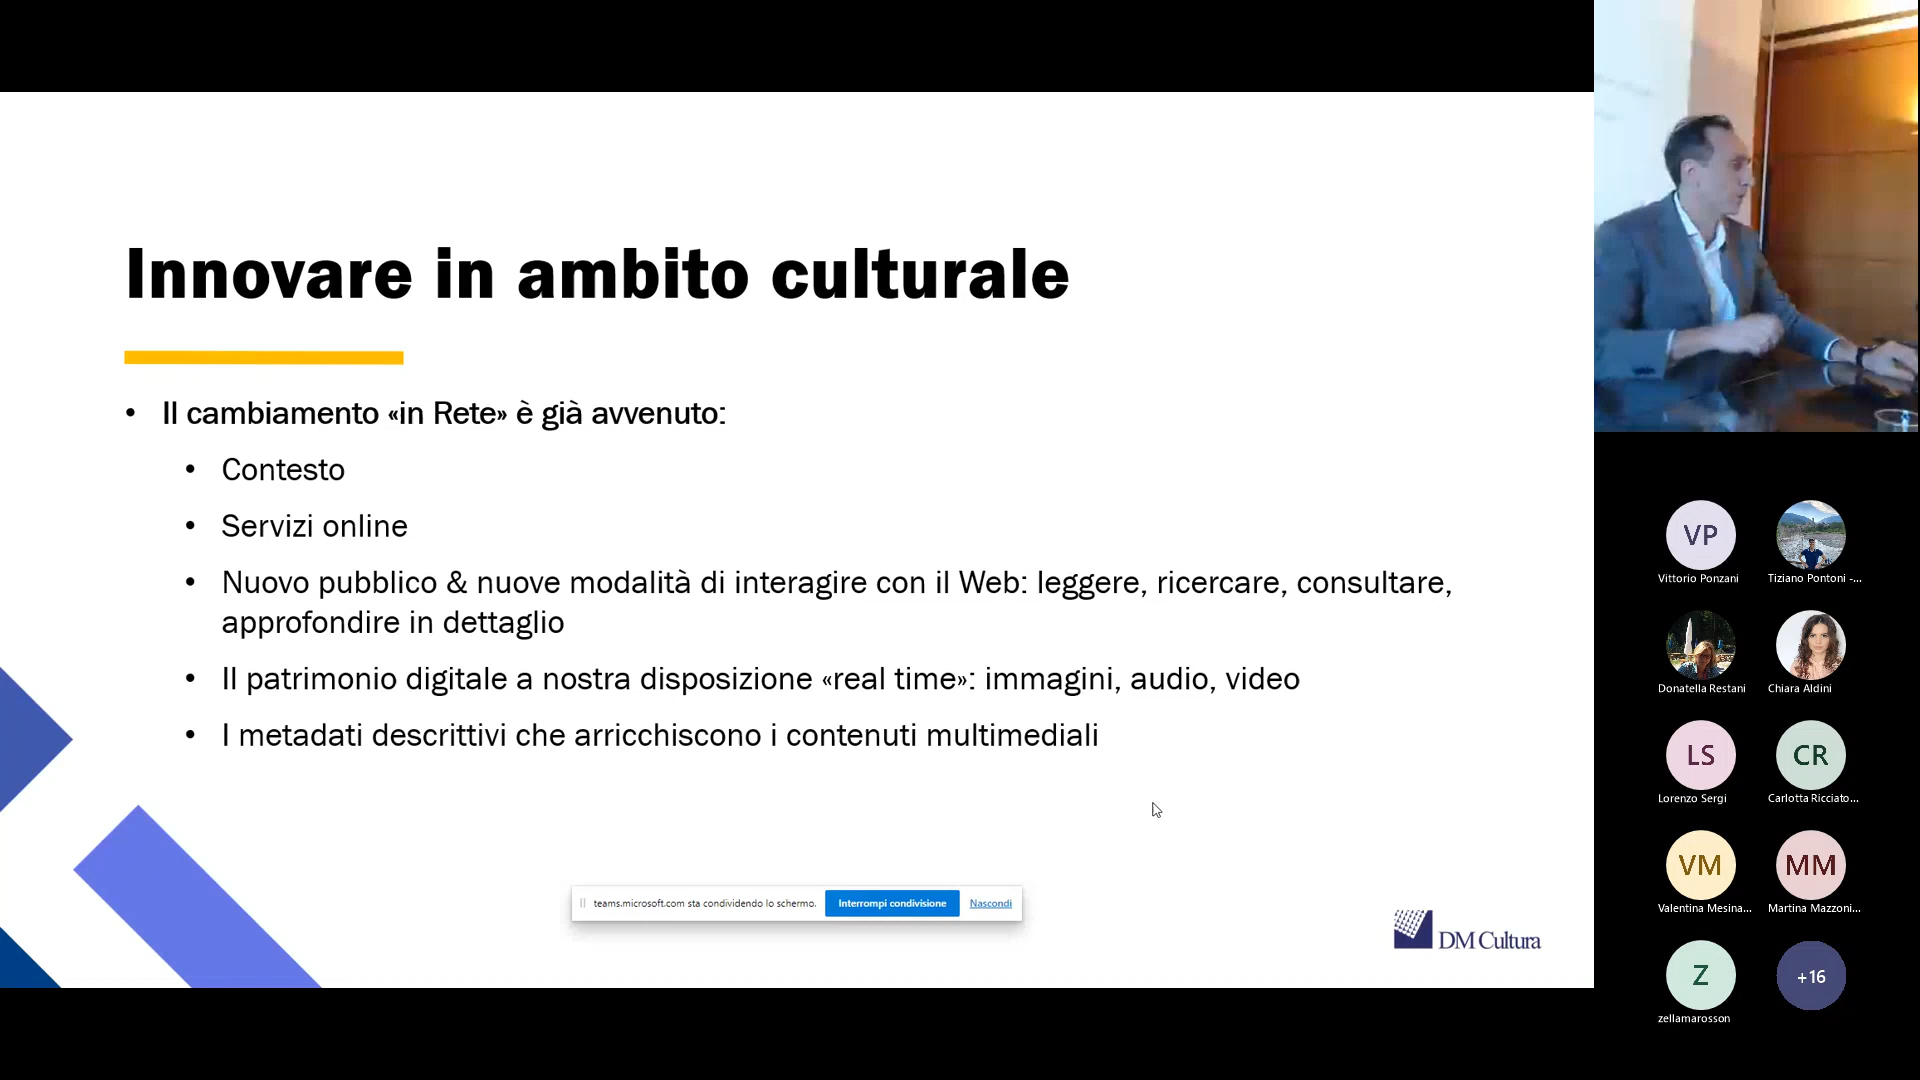 Innovare in ambito culturale
• Il cambiamento «in Rete» è già avvenuto:
• Contesto
• Servizi online
• Nuovo pubblico & nuove modalità di interagire con il Web: leggere, ricercare, consultare,
approfondire in dettaglio
• Il patrimonio digitale a nostra disposizione «real time»: immagini, audio, video
• I metadati descrittivi che arricchiscono i contenuti multimediali
teams.microsoft.com sta condividendo lo schermo. Interrompi condivisione Nascondi
DM Cultura
VP
Vittorio Ponzani Tiziano Pontoni -...
Donatella Restani Chiara Aldini
LS CR
Lorenzo Sergi Carlotta Ricciato...
VM MM
Valentina Mesina... Martina Mazzoni...
Z +16
zellamarosson